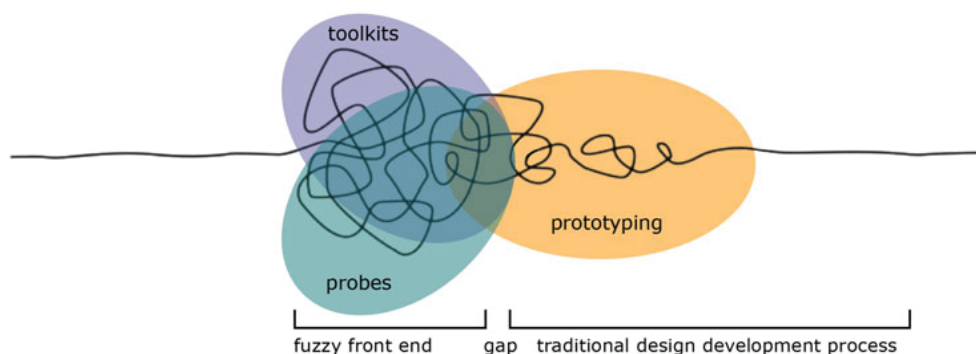 toolkits
prototyping
probes
fuzzy front end gap traditional design development process